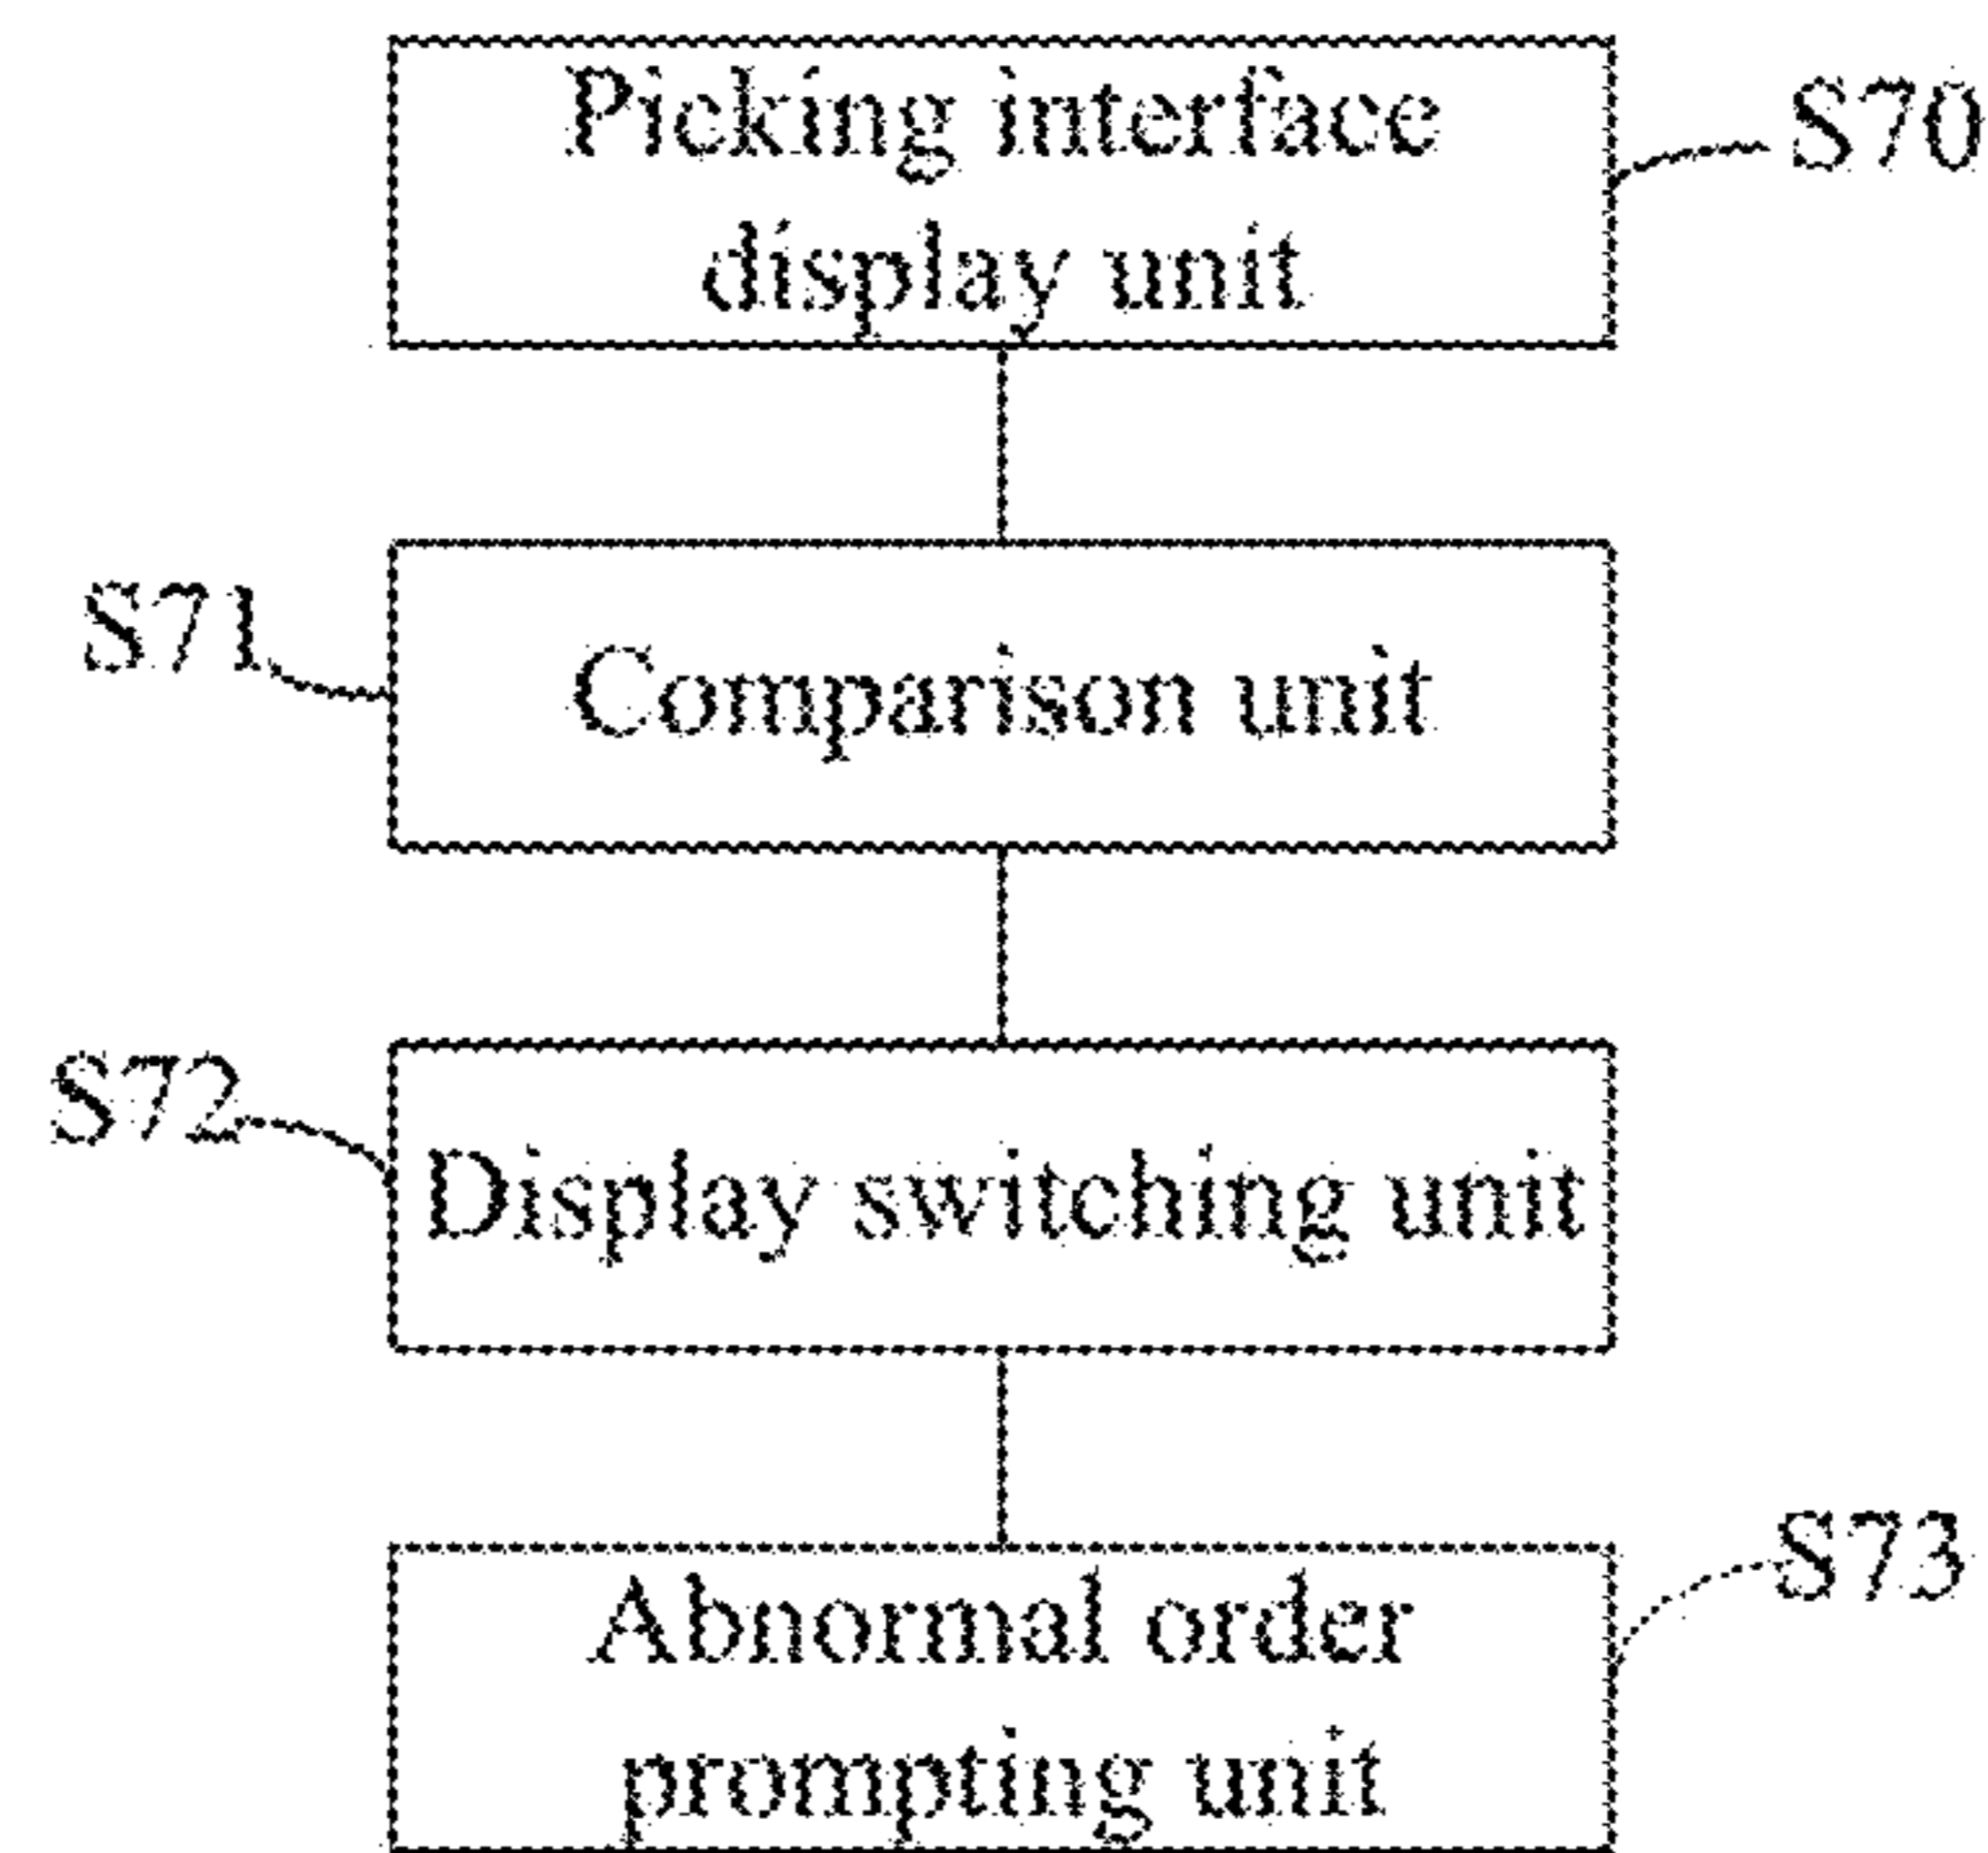 Picking interface
display unit
S70
S71
Comparison unit
S72
Display switching unit
S73
Abnormal order
prompting unit